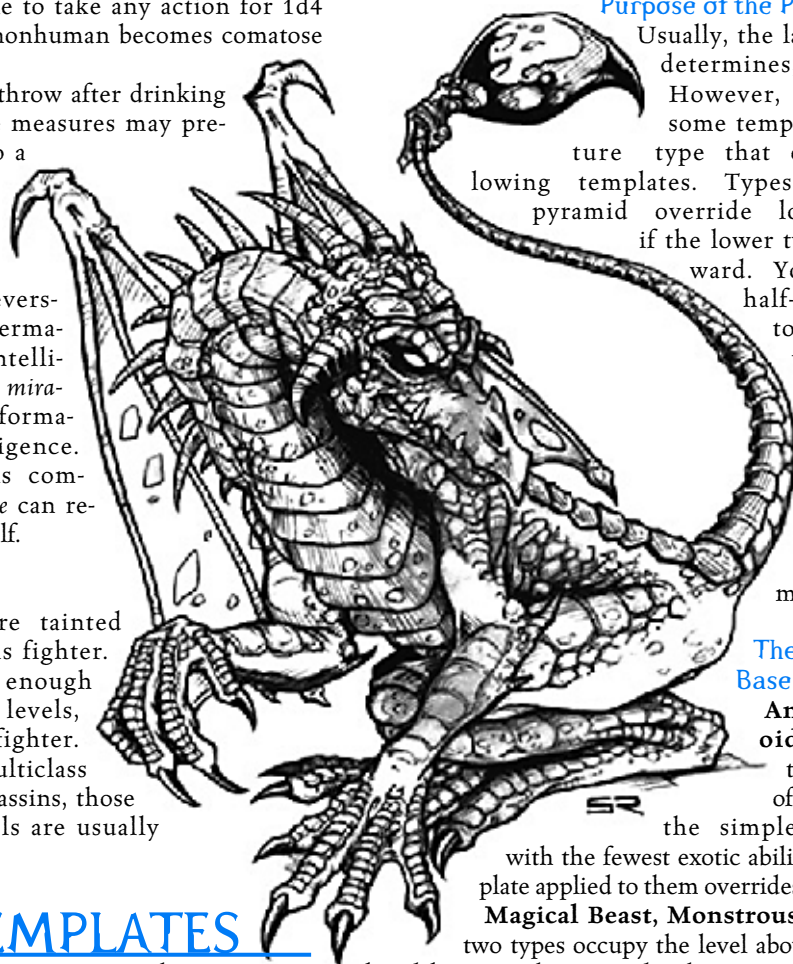 e to take any action for 1d4
nonhuman becomes comatose
throw after drinking
measures may pre-
o a
evers-
erma-
ntelli-
mira-
forma-
igence.
s com-
e can re-
lf.
re tainted
is fighter.
enough
levels,
fighter.
ulticlass
assins, those
ls are usually
EMPLATES
Purpose of the P
Usually, the la
determines
However,
some temp
ture type that
lowing templates. Types
pyramid override lo
if the lower t
ward. Yo
half-
to
m
The
Base
An
oid
t
of
the simple
with the fewest exotic abili
plate applied to them overrides
Magical Beast, Monstrous
two types occupy the level abo
SR